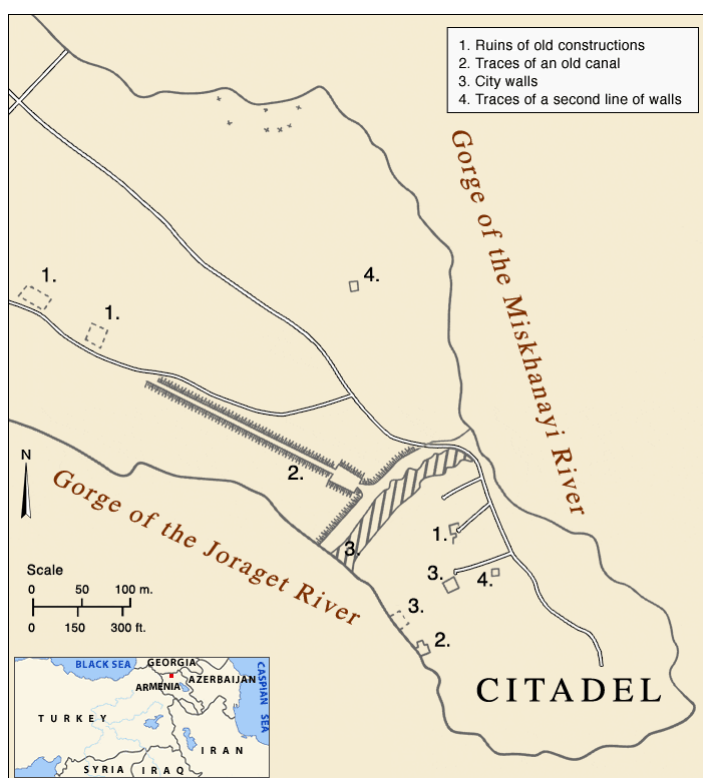 1. Ruins of old constructions
2. Traces of an old canal
3. City walls
4. Traces of a second line of walls
Gorge of the Miskhanayi River
4.
1.
1.
2.
N
Gorge of the Joraget River
3.
1.
3.
4.
3.
2.
Scale
0 50 100 m.
0 150 300 ft.
CITADEL
BLACK SEA
GEORGIA
CASPIAN SEA
AZERBAIJAN
ARMENIA
TURKEY
IRAN
SYRIA
IRAQ